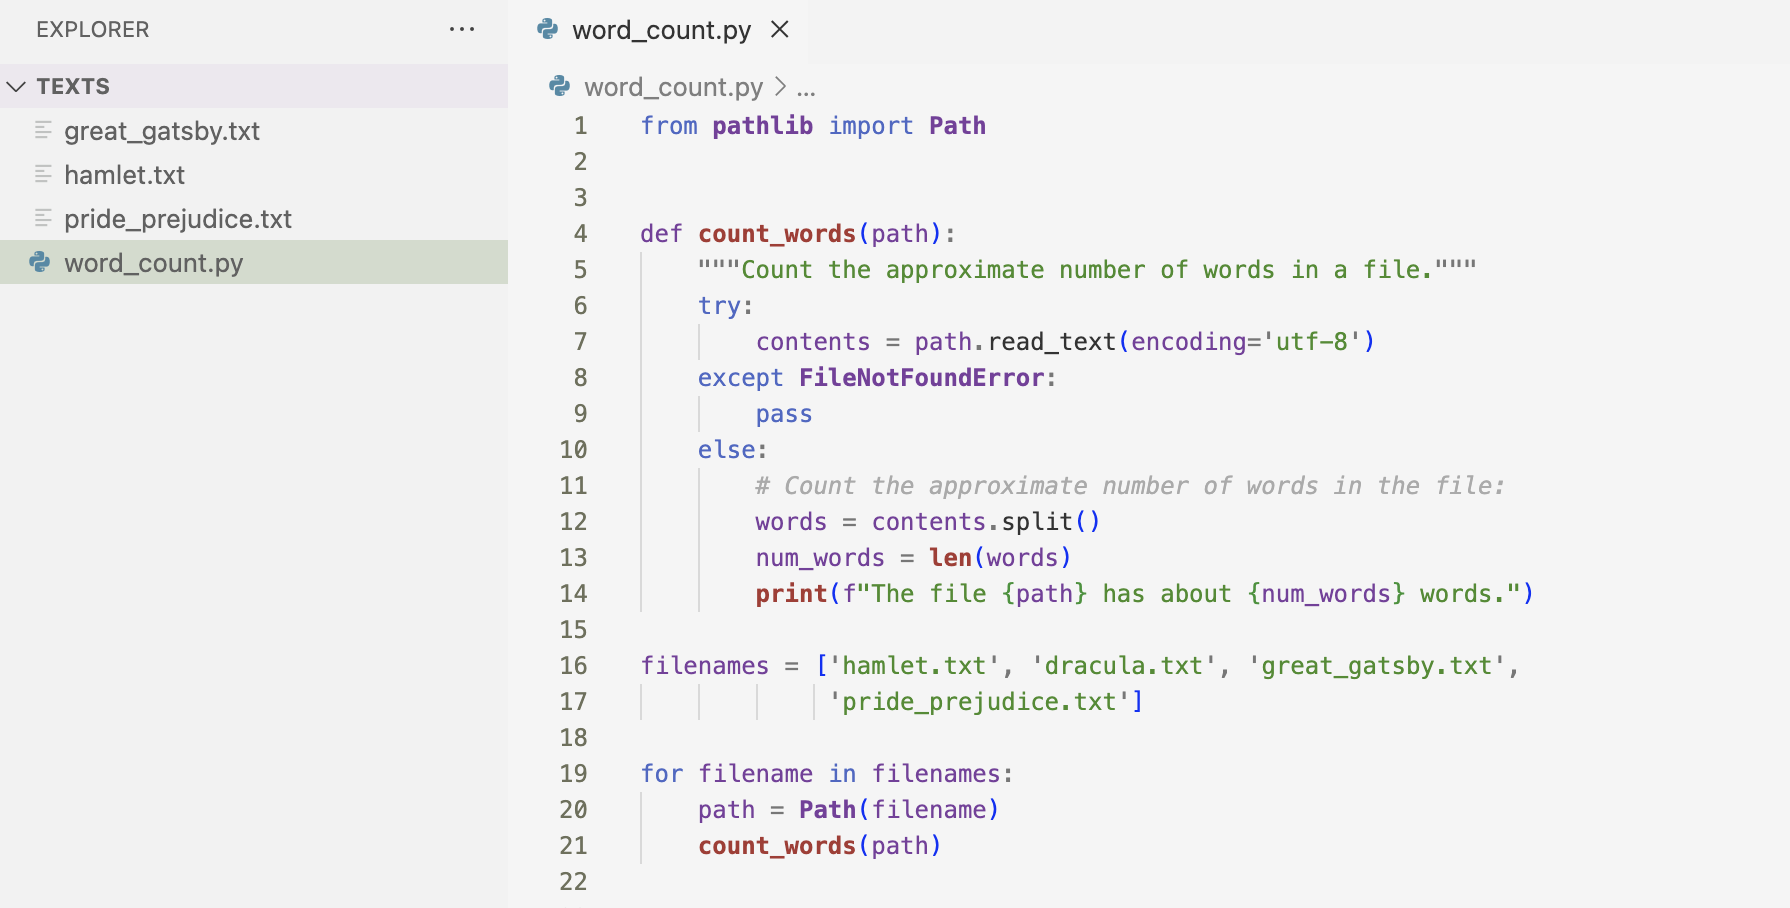 EXPLORER ...
TEXTS
great_gatsby.txt
hamlet.txt
pride_prejudice.txt
word_count.py
word_count.py
word_count.py > ...
1 from pathlib import Path
2
3
4 def count_words(path):
5     """Count the approximate number of words in a file."""
6     try:
7         contents = path.read_text(encoding='utf-8')
8     except FileNotFoundError:
9         pass
10     else:
11         # Count the approximate number of words in the file:
12         words = contents.split()
13         num_words = len(words)
14         print(f"The file {path} has about {num_words} words.")
15
16 filenames = ['hamlet.txt', 'dracula.txt', 'great_gatsby.txt',
17              'pride_prejudice.txt']
18
19 for filename in filenames:
20     path = Path(filename)
21     count_words(path)
22